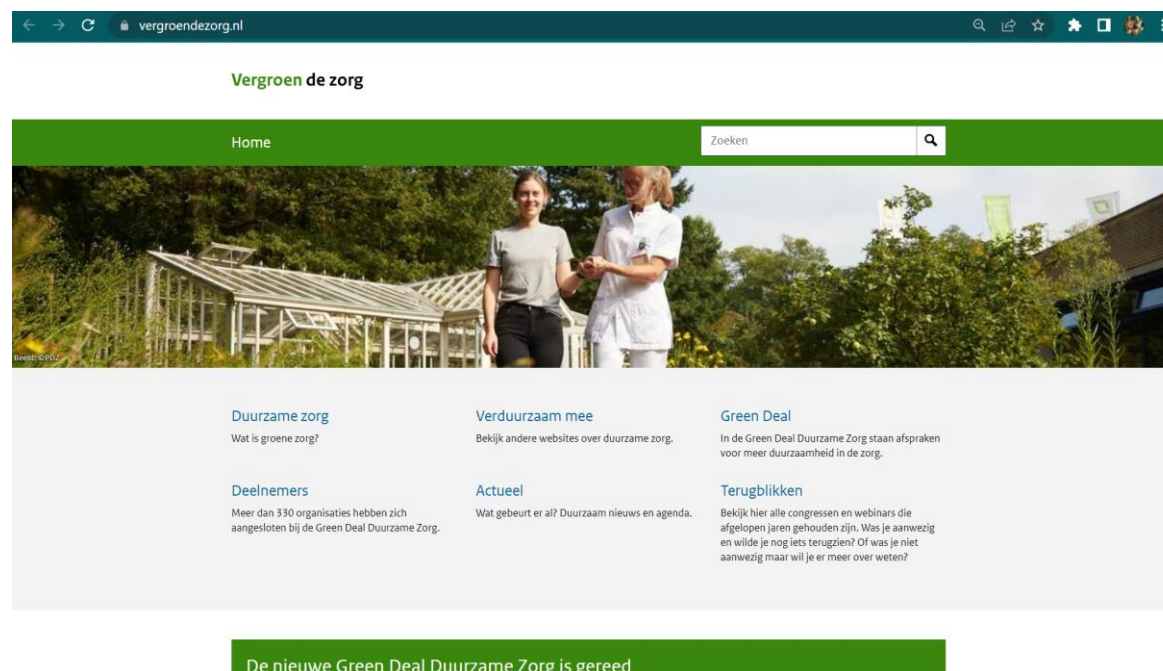 vergroendezorg.nl
Vergroen de zorg
Home
Zoeken
Beeld: ©PDZ
Duurzame zorg
Wat is groene zorg?
Verduurzaam mee
Bekijk andere websites over duurzame zorg.
Green Deal
In de Green Deal Duurzame Zorg staan afspraken
voor meer duurzaamheid in de zorg.
Deelnemers
Meer dan 330 organisaties hebben zich
aangesloten bij de Green Deal Duurzame Zorg.
Actueel
Wat gebeurt er al? Duurzaam nieuws en agenda.
Terugblikken
Bekijk hier alle congressen en webinars die
afgelopen jaren gehouden zijn. Was je aanwezig
en wilde je nog iets terugzien? Of was je niet
aanwezig maar wil je er meer over weten?
De nieuwe Green Deal Duurzame Zorg is gereed